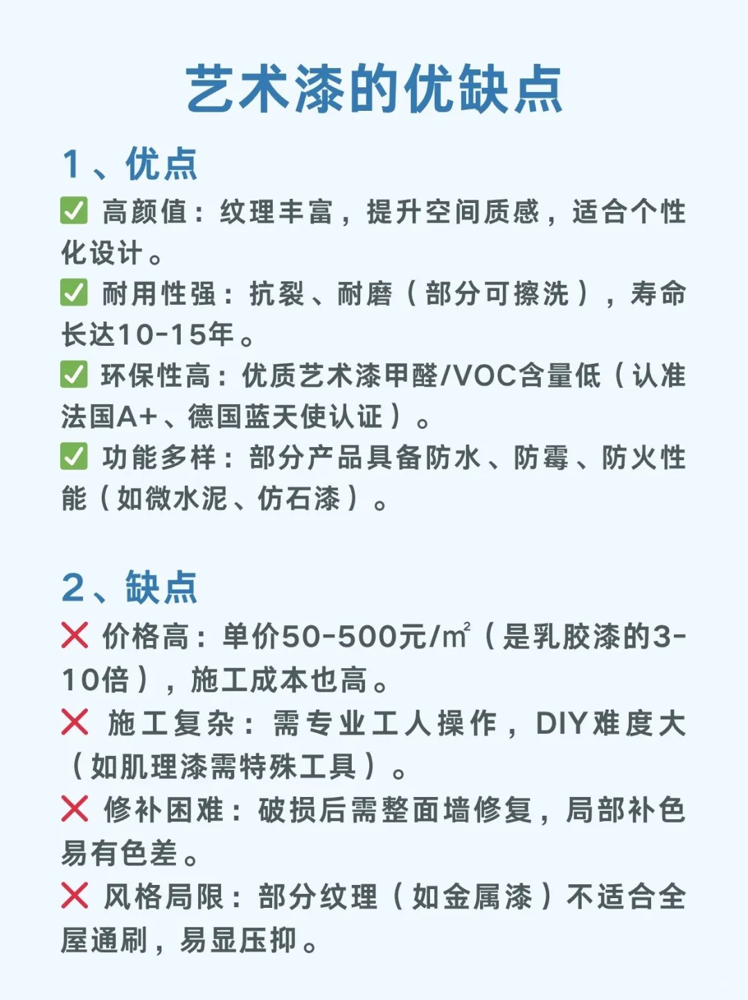 艺术漆的优缺点
1、优点
✅ 高颜值：纹理丰富，提升空间质感，适合个性
化设计。
✅ 耐用性强：抗裂、耐磨（部分可擦洗），寿命
长达10-15年。
✅ 环保性高：优质艺术漆甲醛/VOC含量低（认准
法国A+、德国蓝天使认证）。
✅ 功能多样：部分产品具备防水、防霉、防火性
能（如微水泥、仿石漆）。
2、缺点
❌ 价格高：单价50-500元/㎡（是乳胶漆的3-
10倍），施工成本也高。
❌ 施工复杂：需专业工人操作，DIY难度大
（如肌理漆需特殊工具）。
❌ 修补困难：破损后需整面墙修复，局部补色
易有色差。
❌ 风格局限：部分纹理（如金属漆）不适合全
屋通刷，易显压抑。